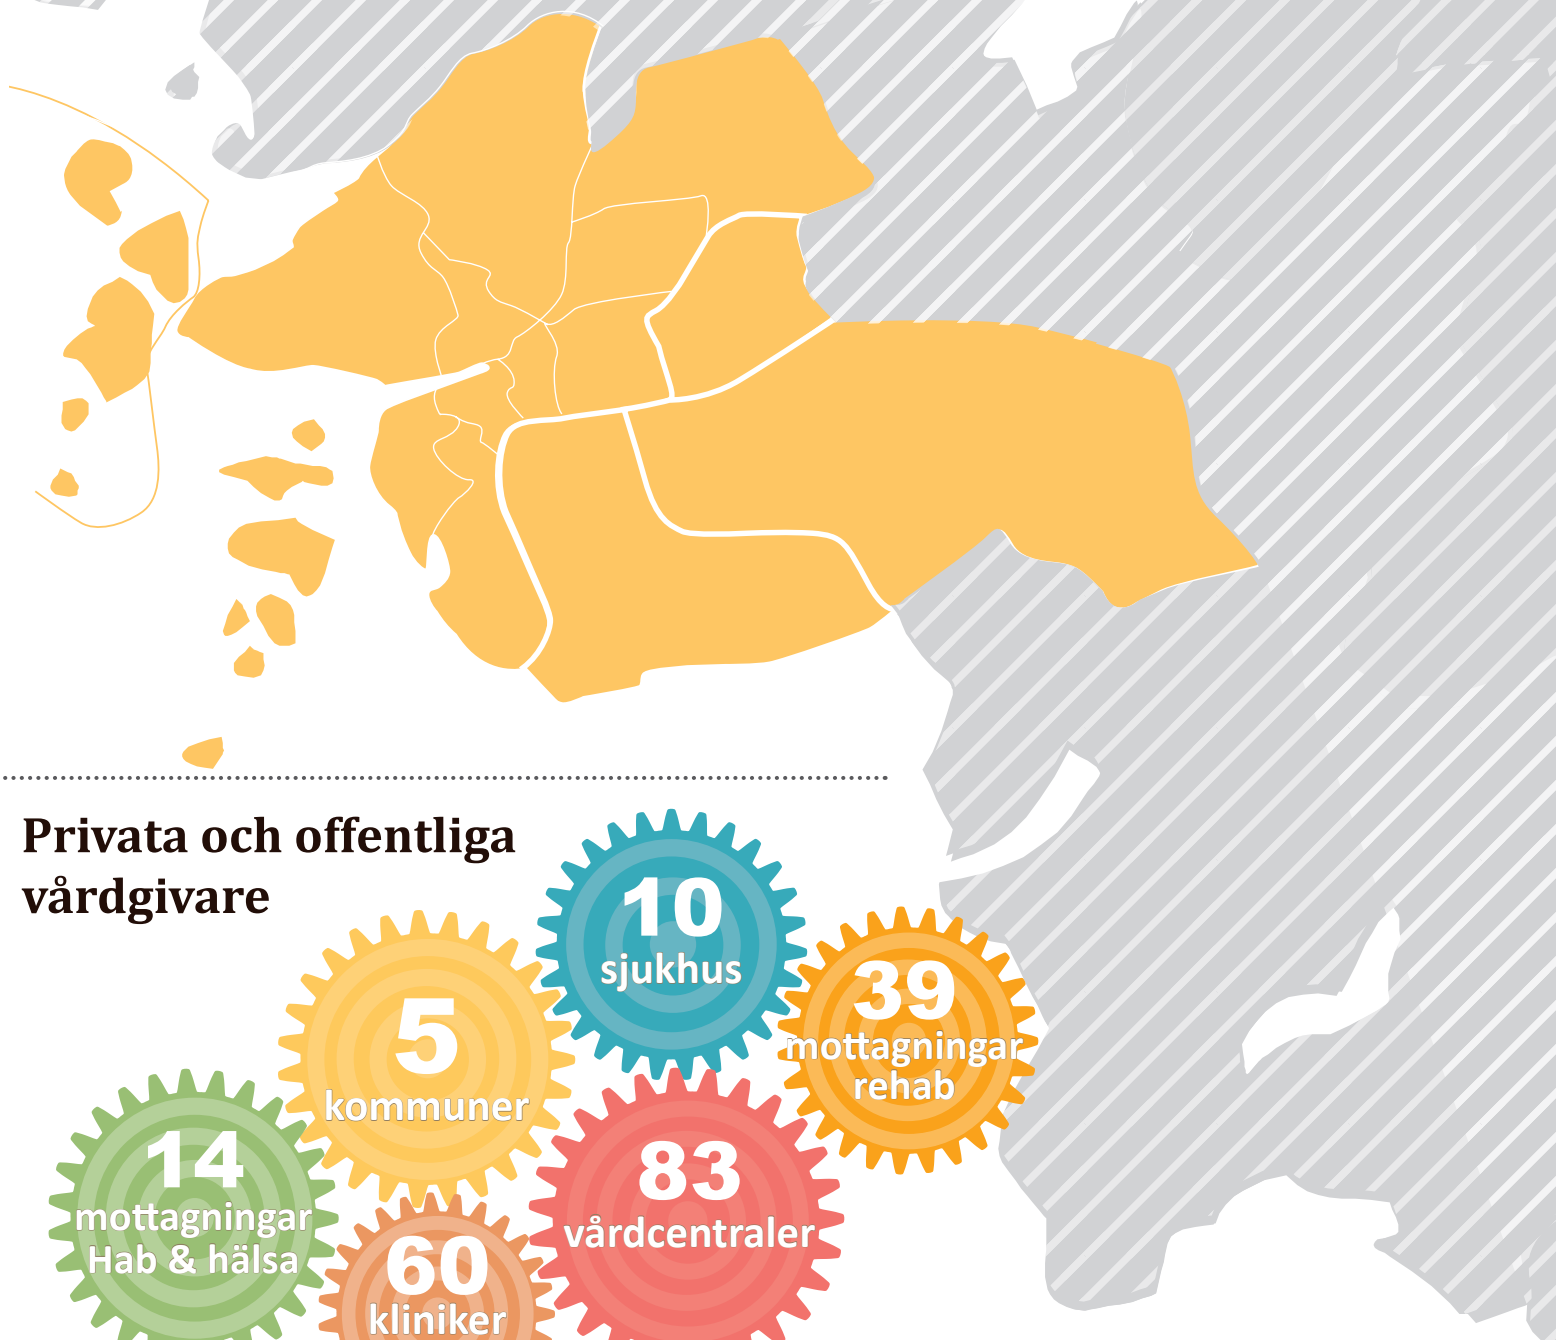 Privata och offentliga
vårdgivare
10
sjukhus
39
mottagningar
rehab
5
kommuner
14
mottagningar
Hab & hälsa
83
vårdcentraler
60
kliniker